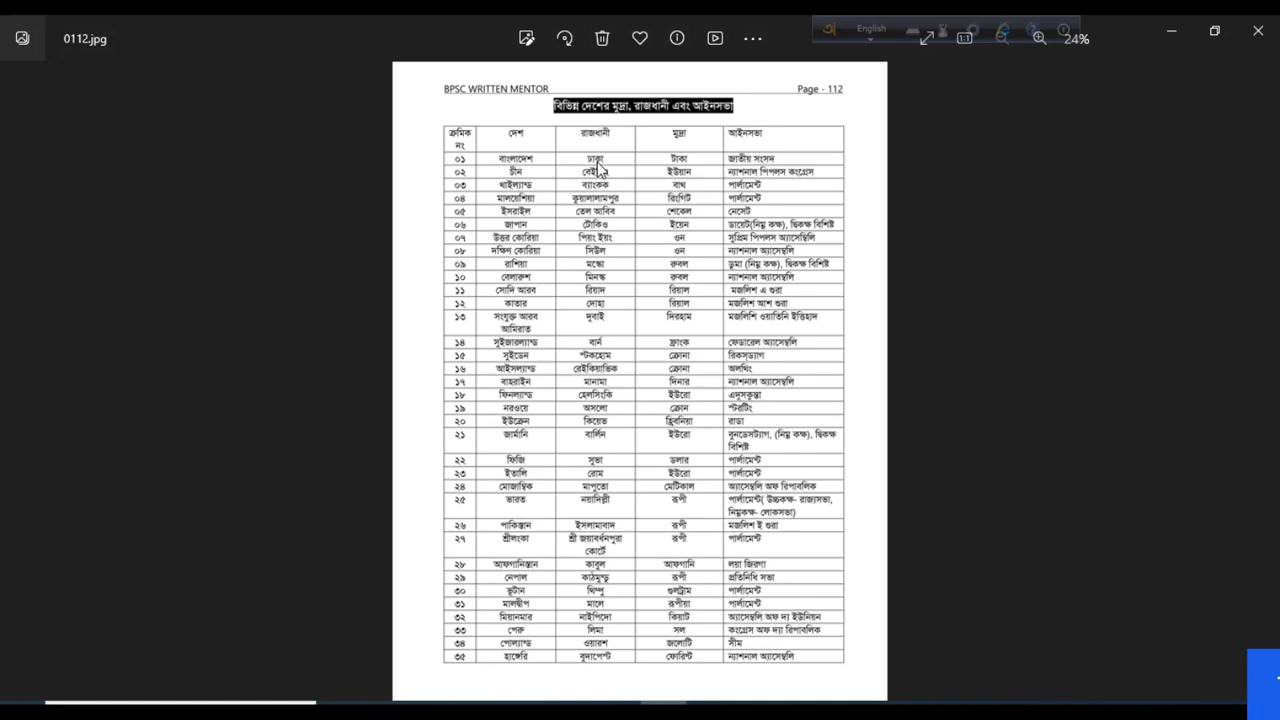 0112.jpg
English
24%
BPSC WRITTEN MENTOR Page - 112
বিভিন্ন দেশের মুদ্রা, রাজধানী এবং আইনসভা
ক্রমিক নং দেশ রাজধানী মুদ্রা আইনসভা
০১ বাংলাদেশ ঢাকা টাকা জাতীয় সংসদ
০২ চীন ইউয়ান ন্যাশনাল পিপলস কংগ্রেস
০৩ থাইল্যান্ড ব্যাংকক বাথ পার্লামেন্ট
০৪ মালয়েশিয়া কুয়ালালামপুর রিংগিট পার্লামেন্ট
০৫ ইসরাইল তেল আবিব শেকেল নেসেট
০৬ জাপান টোকিও ইয়েন ডায়েট(নিম্ন কক্ষ), দ্বিকক্ষ বিশিষ্ট
০৭ উত্তর কোরিয়া পিয়ং ইয়ং ওন সুপ্রিম পিপলস অ্যাসেম্বিলি
০৮ দক্ষিণ কোরিয়া সিউল ওন ন্যাশনাল অ্যাসেম্বলি
০৯ রাশিয়া মস্কো রুবল ডুমা (নিম্ন কক্ষ), দ্বিকক্ষ বিশিষ্ট
১০ বেলারুশ মিনস্ক রুবল ন্যাশনাল অ্যাসেম্বলি
১১ সৌদি আরব রিয়াদ রিয়াল মজলিশ এ শুরা
১২ কাতার দোহা রিয়াল মজলিশ আশ শুরা
১৩ সংযুক্ত আরব আমিরাত দুবাই দিরহাম মজলিশি ওয়াতিনি ইত্তিহাদ
১৪ সুইজারল্যান্ড বার্ন ফ্রাংক ফেডারেল অ্যাসেম্বলি
১৫ সুইডেন স্টকহোম ক্রোনা রিকস্ড্যাগ
১৬ আইসল্যান্ড রেইকিয়াভিক ক্রোনা অলথিং
১৭ বাহরাইন মানামা দিনার ন্যাশনাল অ্যাসেম্বলি
১৮ ফিনল্যান্ড হেলসিংকি ইউরো এদুসকুন্তা
১৯ নরওয়ে অসলো ক্রোন স্টরটিং
২০ ইউক্রেন কিয়েভ হ্রিবনিয়া রাডা
২১ জার্মানি বার্লিন ইউরো বুনডেসট্যাগ, (নিম্ন কক্ষ), দ্বিকক্ষ বিশিষ্ট
২২ ফিজি সুভা ডলার পার্লামেন্ট
২৩ ইতালি রোম ইউরো পার্লামেন্ট
২৪ মোজাম্বিক মাপুতো মেটিকাল অ্যাসেম্বলি অফ রিপাবলিক
২৫ ভারত নয়াদিল্লী রূপী পার্লামেন্ট( উচ্চকক্ষ- রাজ্যসভা, নিম্নকক্ষ- লোকসভা)
২৬ পাকিস্তান ইসলামাবাদ রূপী মজলিশ ই শুরা
২৭ শ্রীলংকা শ্রী জয়াবর্ধনপুরা কোর্টে রূপী পার্লামেন্ট
২৮ আফগানিস্তান কাবুল আফগানি লয়া জিরগা
২৯ নেপাল কাঠমুন্ডু রূপী প্রতিনিধি সভা
৩০ ভূটান থিম্পু গুলট্রাম পার্লামেন্ট
৩১ মালদ্বীপ মালে রূপীয়া পার্লামেন্ট
৩২ মিয়ানমার নাইপিদো কিয়াট অ্যাসেম্বলি অফ দ্য ইউনিয়ন
৩৩ পেরু লিমা সল কংগ্রেস অফ দ্যা রিপাবলিক
৩৪ পোল্যান্ড ওয়ারশ জলোটি সীম
৩৫ হাঙ্গেরি বুদাপেস্ট ফোরিন্ট ন্যাশনাল অ্যাসেম্বলি